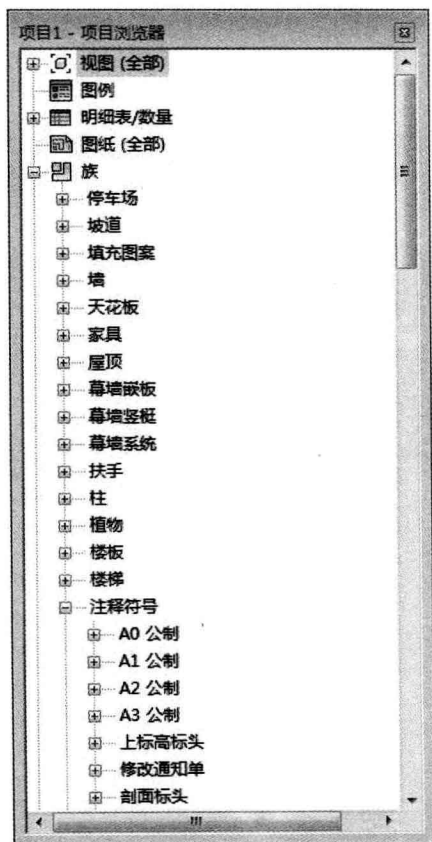 项目1 - 项目浏览器
视图 (全部)
图例
明细表/数量
图纸 (全部)
族
停车场
坡道
填充图案
墙
天花板
家具
屋顶
幕墙嵌板
幕墙竖梃
幕墙系统
扶手
柱
植物
楼板
楼梯
注释符号
A0 公制
A1 公制
A2 公制
A3 公制
上标高标头
修改通知单
剖面标头